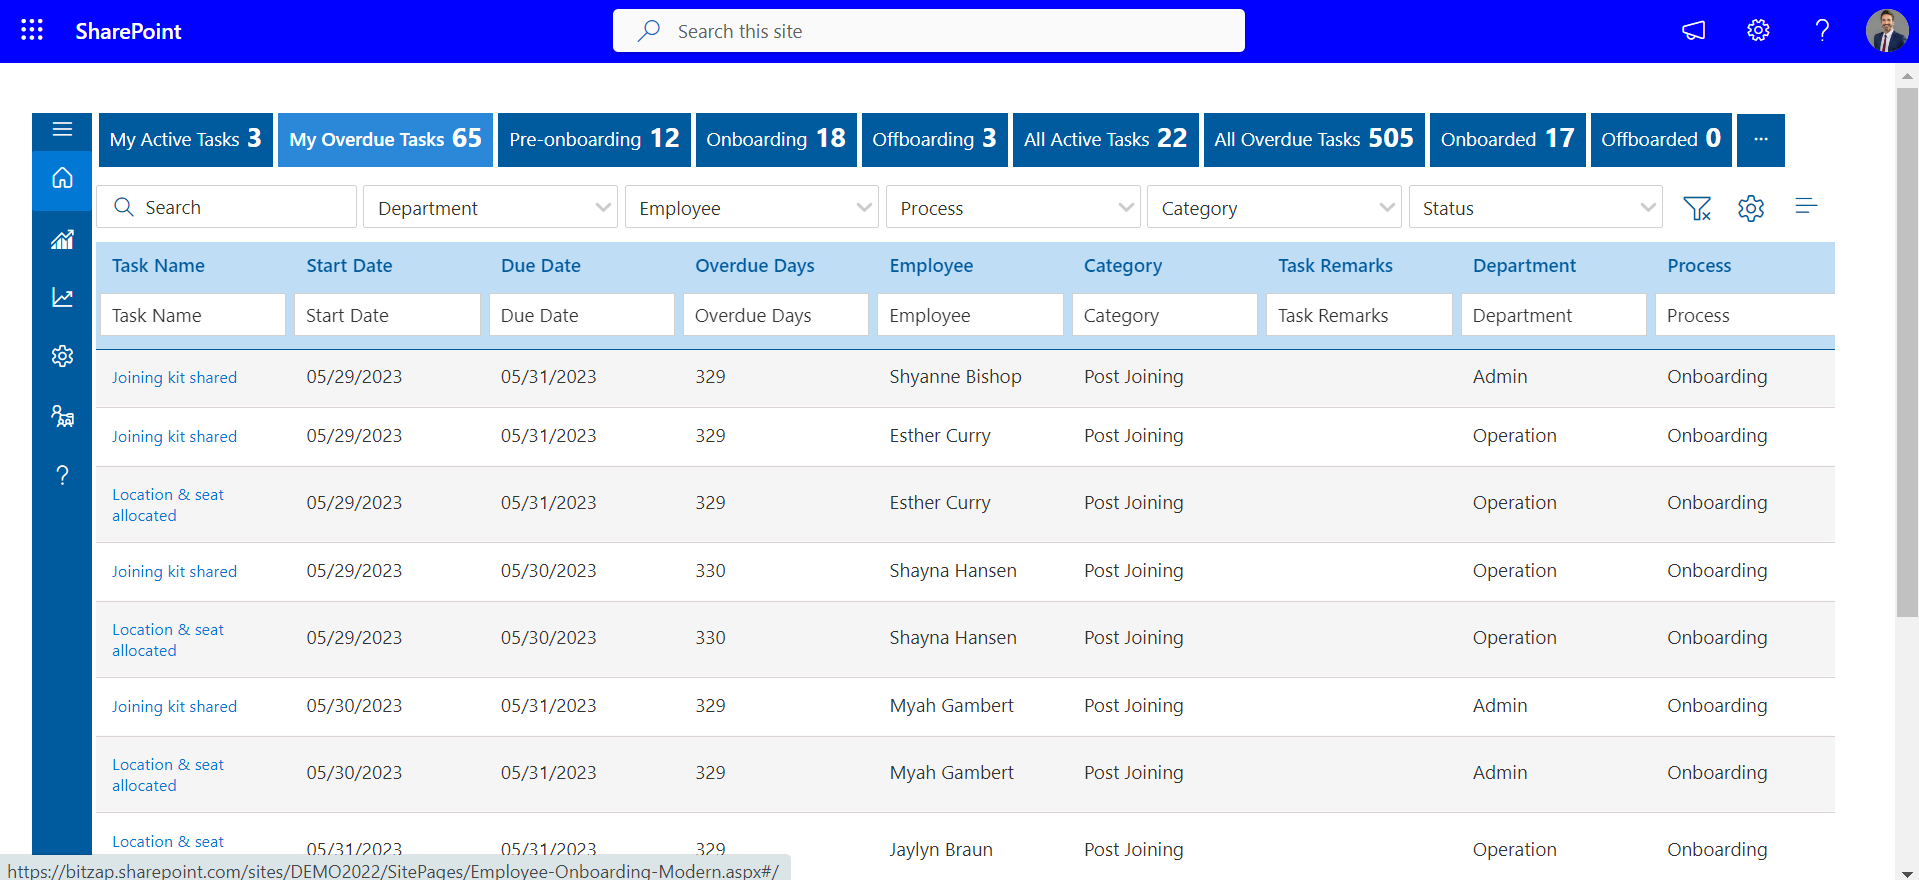 SharePoint
Search this site
My Active Tasks 3
My Overdue Tasks 65
Pre-onboarding 12
Onboarding 18
Offboarding 3
All Active Tasks 22
All Overdue Tasks 505
Onboarded 17
Offboarded 0
...
Search
Department
Employee
Process
Category
Status
Task Name Start Date Due Date Overdue Days Employee Category Task Remarks Department Process
Task Name Start Date Due Date Overdue Days Employee Category Task Remarks Department Process
Joining kit shared 05/29/2023 05/31/2023 329 Shyanne Bishop Post Joining Admin Onboarding
Joining kit shared 05/29/2023 05/31/2023 329 Esther Curry Post Joining Operation Onboarding
Location & seat
allocated 05/29/2023 05/31/2023 329 Esther Curry Post Joining Operation Onboarding
Joining kit shared 05/29/2023 05/30/2023 330 Shayna Hansen Post Joining Operation Onboarding
Location & seat
allocated 05/29/2023 05/30/2023 330 Shayna Hansen Post Joining Operation Onboarding
Joining kit shared 05/30/2023 05/31/2023 329 Myah Gambert Post Joining Admin Onboarding
Location & seat
allocated 05/30/2023 05/31/2023 329 Myah Gambert Post Joining Admin Onboarding
Location & seat
05/31/2023 05/31/2023 329 Jaylyn Braun Post Joining Operation Onboarding
https://bitzap.sharepoint.com/sites/DEMO2022/SitePages/Employee-Onboarding-Modern.aspx#/